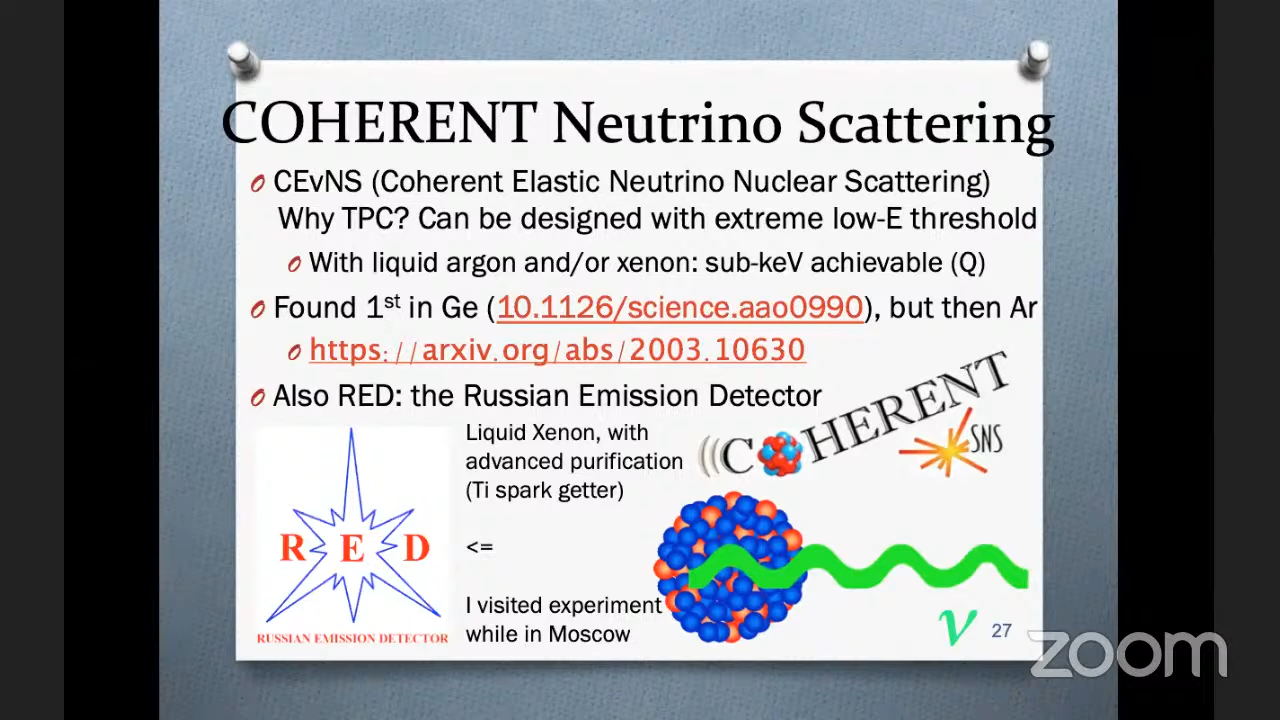 COHERENT Neutrino Scattering
CEvNS (Coherent Elastic Neutrino Nuclear Scattering)
Why TPC? Can be designed with extreme low-E threshold
With liquid argon and/or xenon: sub-keV achievable (Q)
Found 1st in Ge (10.1126/science.aao0990), but then Ar
https://arxiv.org/abs/2003.10630
Also RED: the Russian Emission Detector
Liquid Xenon, with
advanced purification
(Ti spark getter)
<=
I visited experiment
while in Moscow
RED
RUSSIAN EMISSION DETECTOR
COHERENT
SNS
ν
27
zoom